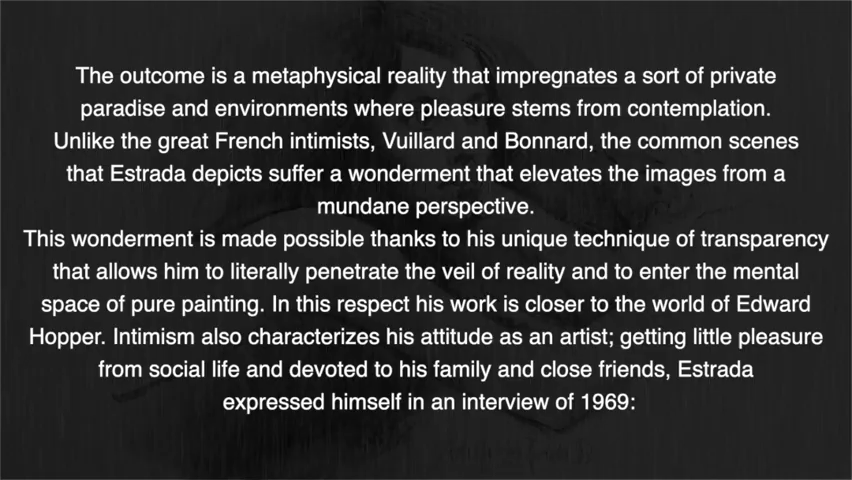 The outcome is a metaphysical reality that impregnates a sort of private
paradise and environments where pleasure stems from contemplation.
Unlike the great French intimists, Vuillard and Bonnard, the common scenes
that Estrada depicts suffer a wonderment that elevates the images from a
mundane perspective.
This wonderment is made possible thanks to his unique technique of transparency
that allows him to literally penetrate the veil of reality and to enter the mental
space of pure painting. In this respect his work is closer to the world of Edward
Hopper. Intimism also characterizes his attitude as an artist; getting little pleasure
from social life and devoted to his family and close friends, Estrada
expressed himself in an interview of 1969: